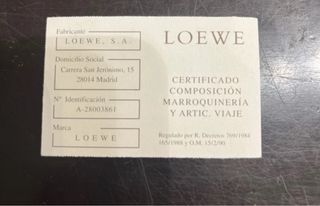 Fabricante
LOEWE, S.A.
Domicilio Social
Carrera San Jerónimo, 15
28014 Madrid
Nº Identificación
A-28003861
Marca
LOEWE
LOEWE
CERTIFICADO
COMPOSICIÓN
MARROQUINERÍA
Y ARTIC. VIAJE
Regulado por R. Decretos 769/1984
165/1988 y O.M. 15/2/90